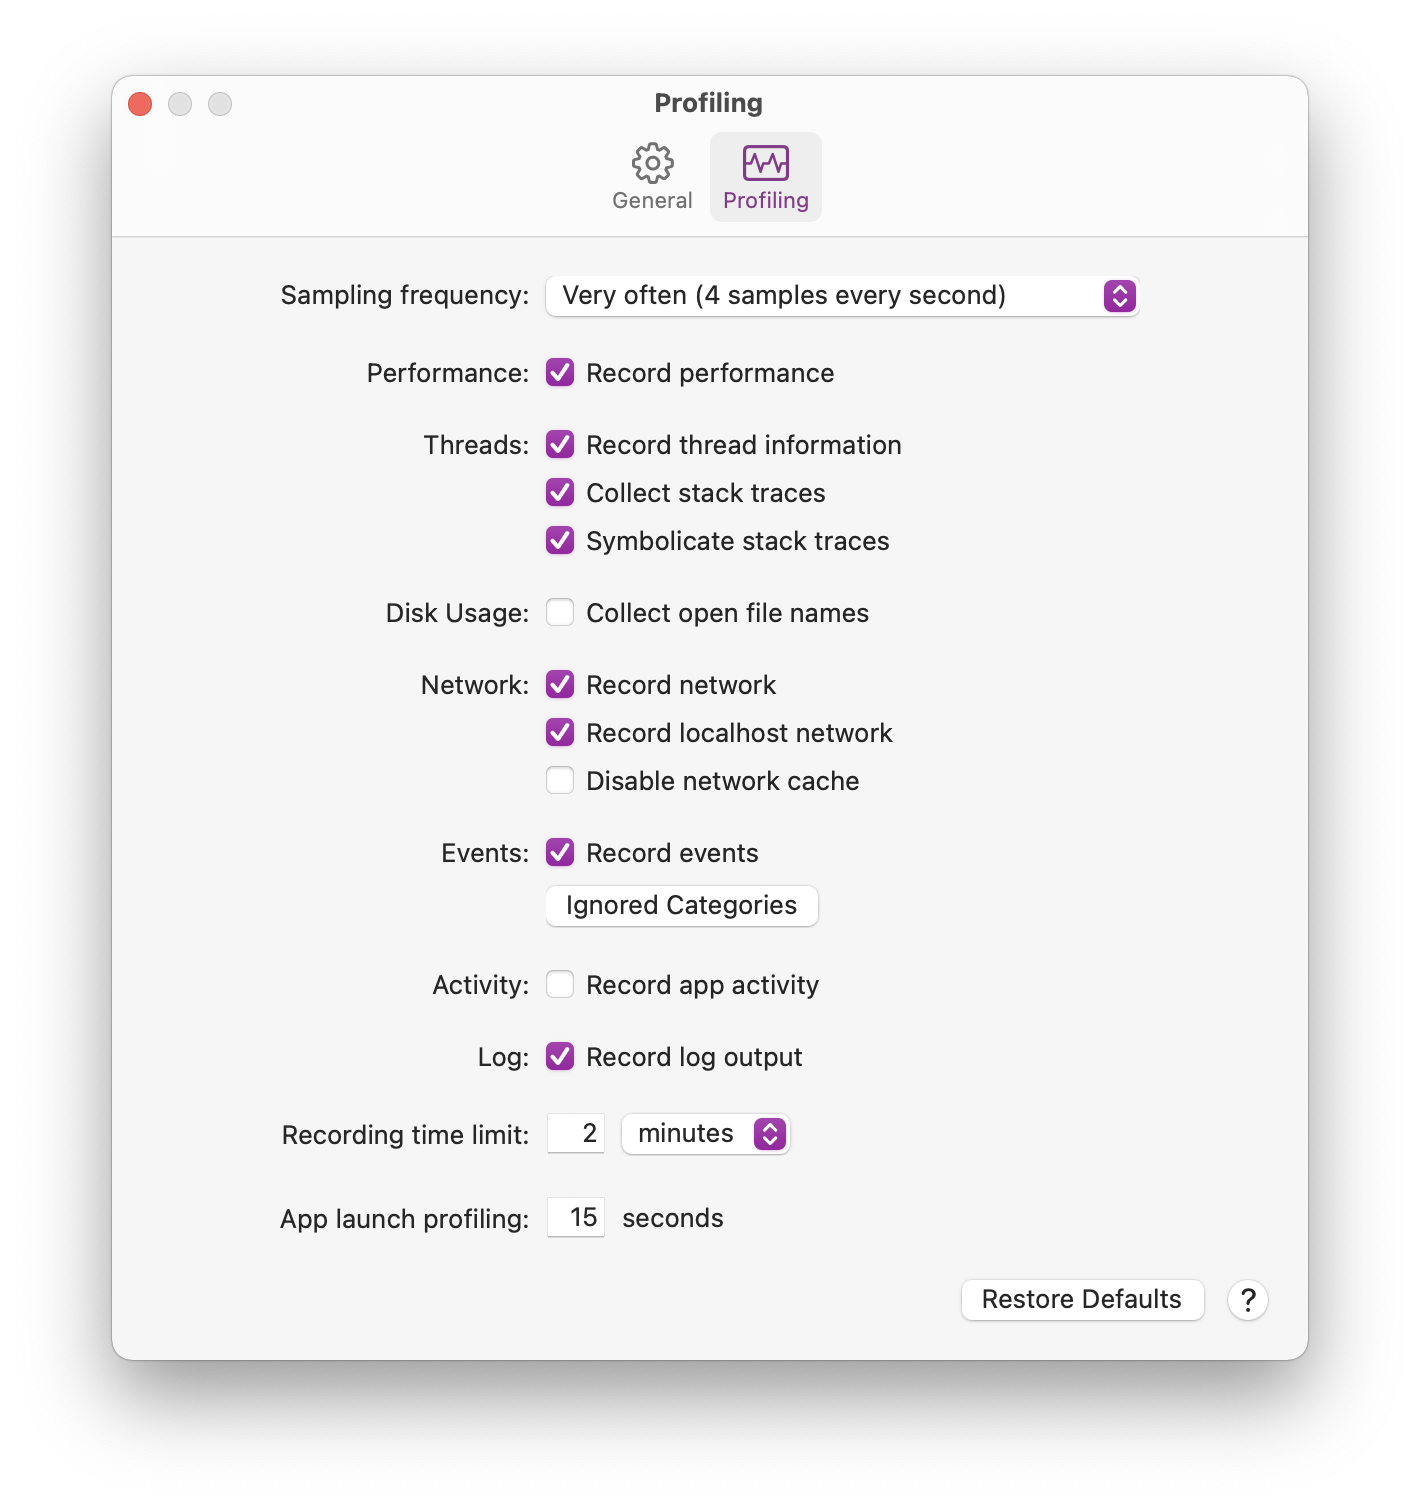 Profiling
General
Profiling
Sampling frequency: Very often (4 samples every second)
Performance: Record performance
Threads: Record thread information
Collect stack traces
Symbolicate stack traces
Disk Usage: Collect open file names
Network: Record network
Record localhost network
Disable network cache
Events: Record events
Ignored Categories
Activity: Record app activity
Log: Record log output
Recording time limit: 2 minutes
App launch profiling: 15 seconds
Restore Defaults ?